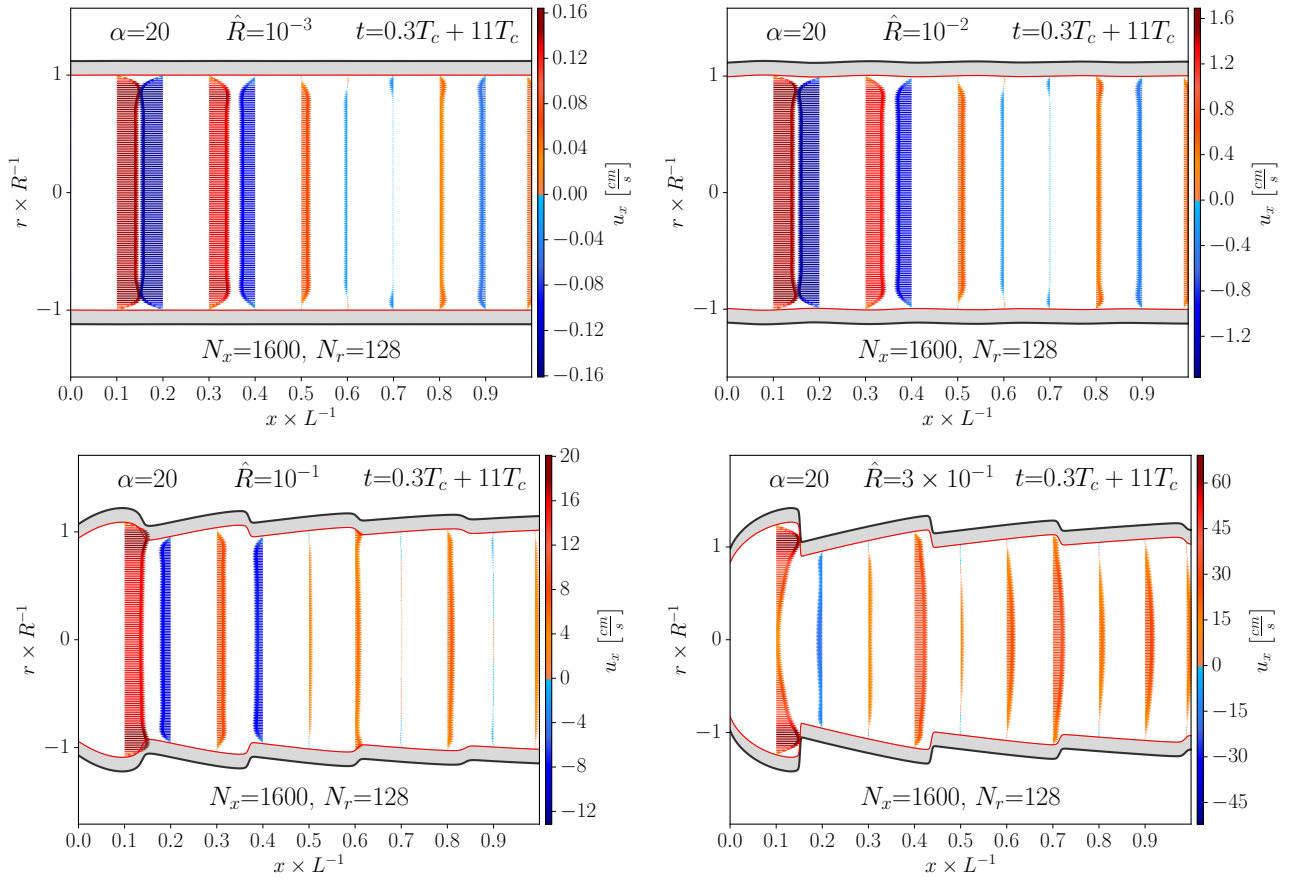 α=20 R̂=10⁻³ t=0.3T_c + 11T_c
r × R⁻¹
1
0
−1
N_x=1600, N_r=128
0.0 0.1 0.2 0.3 0.4 0.5 0.6 0.7 0.8 0.9
x × L⁻¹
0.16
0.12
0.08
0.04
0.00
−0.04
−0.08
−0.12
−0.16
u_x [cm/s]
α=20 R̂=10⁻² t=0.3T_c + 11T_c
r × R⁻¹
1
0
−1
N_x=1600, N_r=128
0.0 0.1 0.2 0.3 0.4 0.5 0.6 0.7 0.8 0.9
x × L⁻¹
1.6
1.2
0.8
0.4
0.0
−0.4
−0.8
−1.2
u_x [cm/s]
α=20 R̂=10⁻¹ t=0.3T_c + 11T_c
r × R⁻¹
1
0
−1
N_x=1600, N_r=128
0.0 0.1 0.2 0.3 0.4 0.5 0.6 0.7 0.8 0.9
x × L⁻¹
20
16
12
8
4
0
−4
−8
−12
u_x [cm/s]
α=20 R̂=3 × 10⁻¹ t=0.3T_c + 11T_c
r × R⁻¹
1
0
−1
N_x=1600, N_r=128
0.0 0.1 0.2 0.3 0.4 0.5 0.6 0.7 0.8 0.9
x × L⁻¹
60
45
30
15
0
−15
−30
−45
u_x [cm/s]